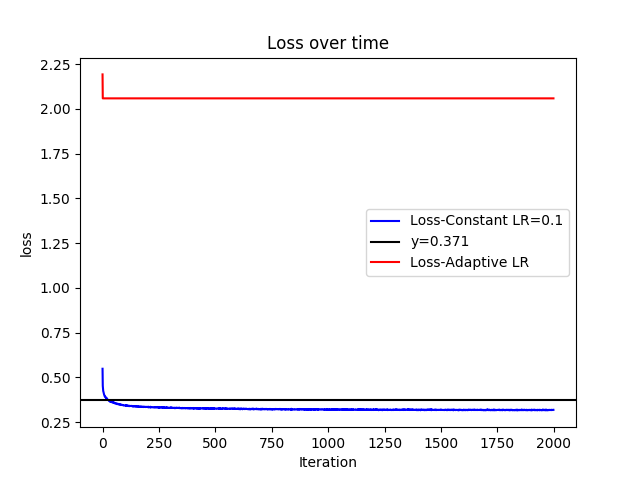 Loss over time
2.25
2.00
1.75
1.50
1.25
1.00
0.75
0.50
0.25
loss
Loss-Constant LR=0.1
y=0.371
Loss-Adaptive LR
0 250 500 750 1000 1250 1500 1750 2000
Iteration